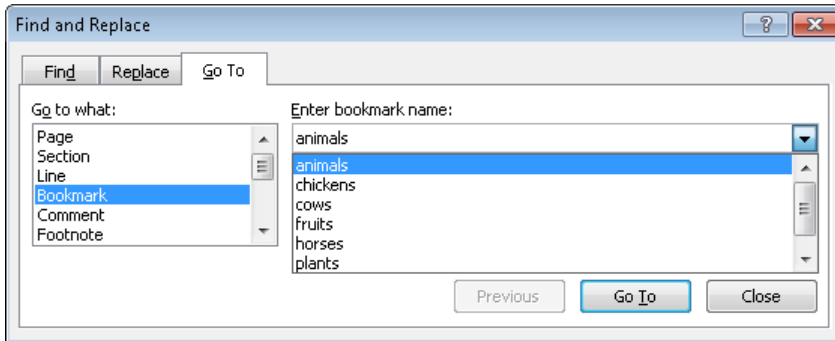 Find and Replace
Find
Replace
Go To
Go to what:
Page
Section
Line
Bookmark
Comment
Footnote
Enter bookmark name:
animals
animals
chickens
cows
fruits
horses
plants
Previous
Go To
Close